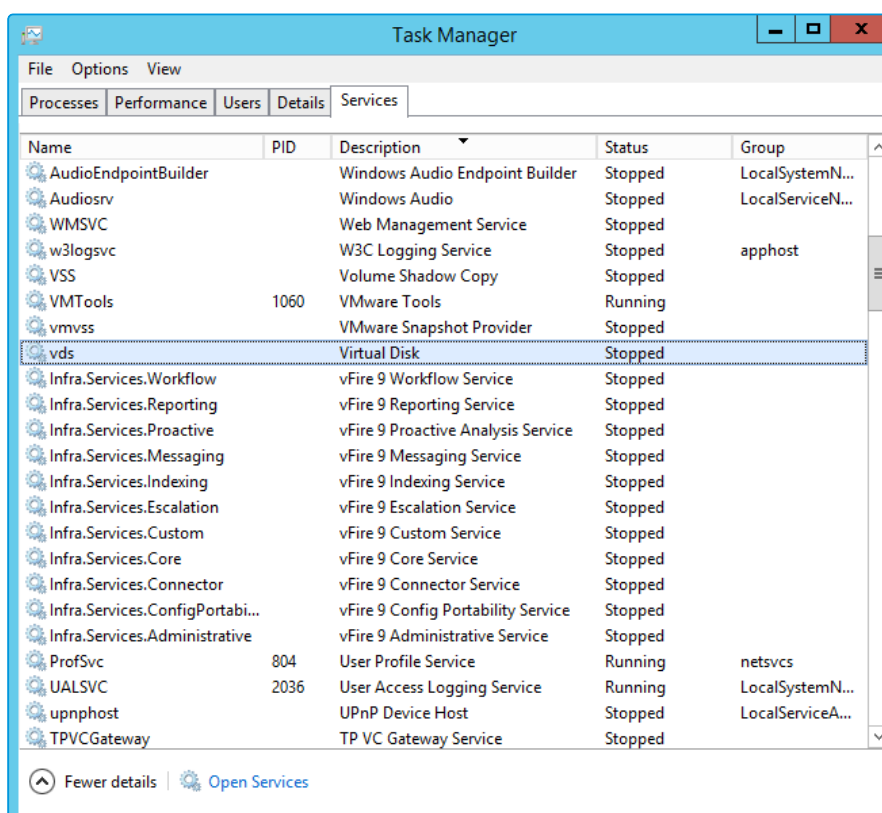 Task Manager
File Options View
Processes Performance Users Details Services
Name PID Description Status Group
AudioEndpointBuilder Windows Audio Endpoint Builder Stopped LocalSystemN...
Audiosrv Windows Audio Stopped LocalServiceN...
WMSVC Web Management Service Stopped
w3logsvc W3C Logging Service Stopped apphost
VSS Volume Shadow Copy Stopped
VMTools 1060 VMware Tools Running
vmvss VMware Snapshot Provider Stopped
vds Virtual Disk Stopped
Infra.Services.Workflow vFire 9 Workflow Service Stopped
Infra.Services.Reporting vFire 9 Reporting Service Stopped
Infra.Services.Proactive vFire 9 Proactive Analysis Service Stopped
Infra.Services.Messaging vFire 9 Messaging Service Stopped
Infra.Services.Indexing vFire 9 Indexing Service Stopped
Infra.Services.Escalation vFire 9 Escalation Service Stopped
Infra.Services.Custom vFire 9 Custom Service Stopped
Infra.Services.Core vFire 9 Core Service Stopped
Infra.Services.Connector vFire 9 Connector Service Stopped
Infra.Services.ConfigPortabi... vFire 9 Config Portability Service Stopped
Infra.Services.Administrative vFire 9 Administrative Service Stopped
ProfSvc 804 User Profile Service Running netsvcs
UALSVC 2036 User Access Logging Service Running LocalSystemN...
upnphost UPnP Device Host Stopped LocalServiceA...
TPVCGateway TP VC Gateway Service Stopped
Fewer details Open Services